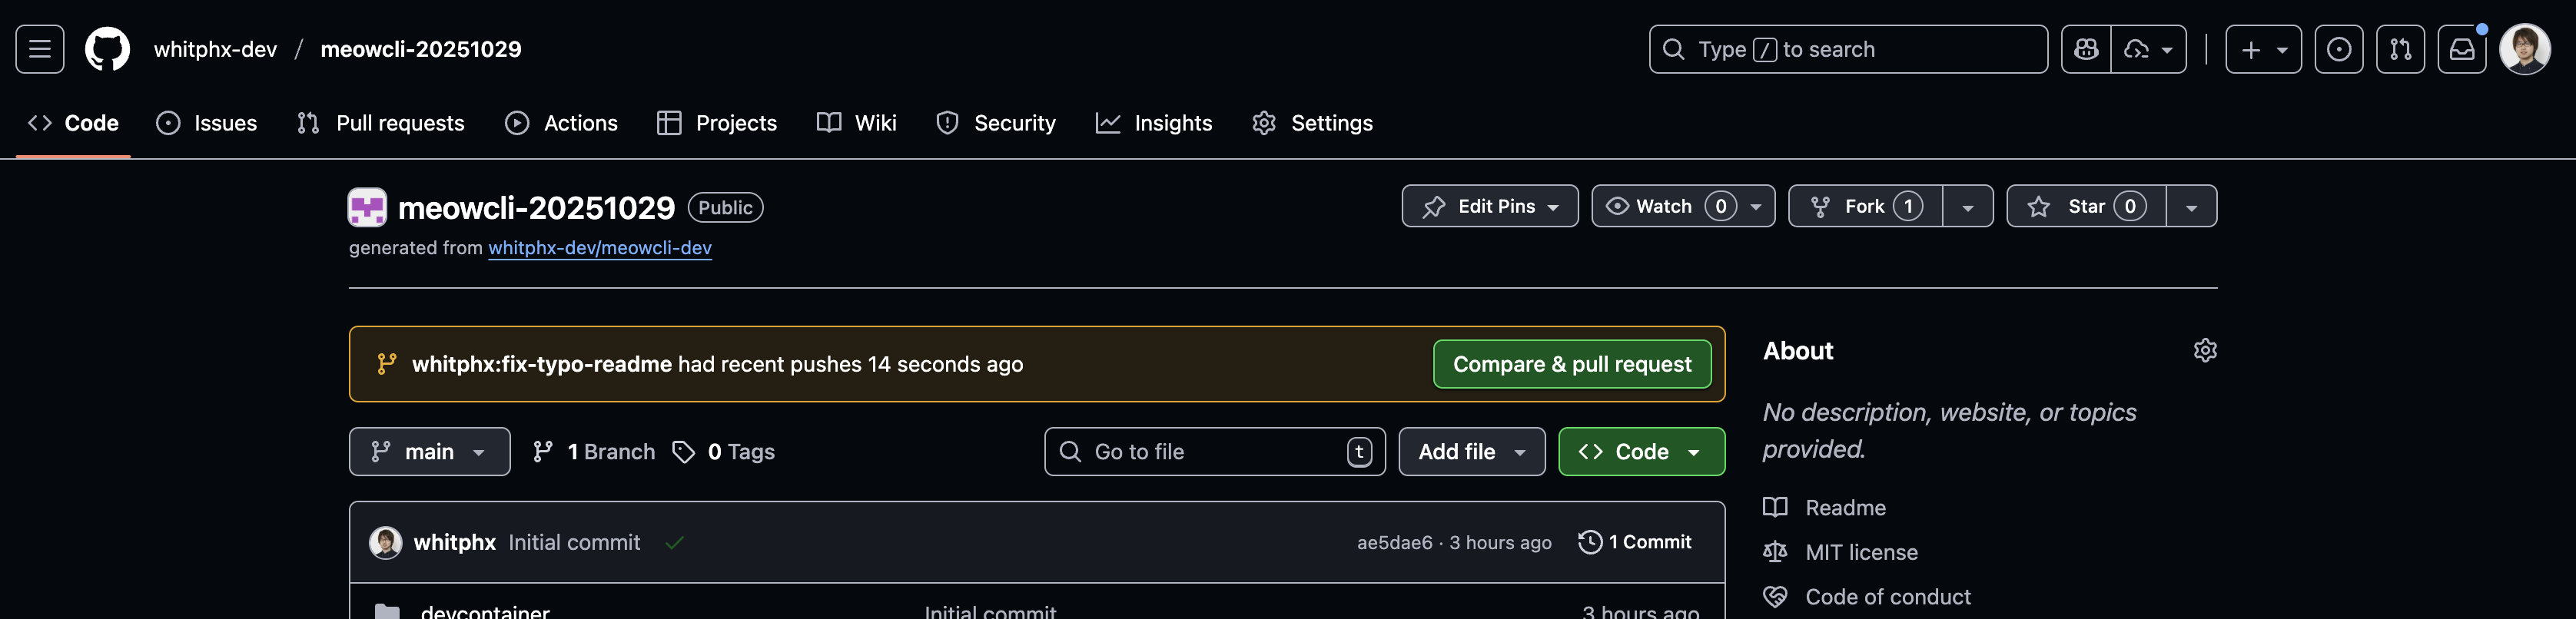 whitphx-dev / meowcli-20251029
Type / to search
Code Issues Pull requests Actions Projects Wiki Security Insights Settings
meowcli-20251029 Public
Edit Pins Watch 0 Fork 1 Star 0
generated from whitphx-dev/meowcli-dev
whitphx:fix-typo-readme had recent pushes 14 seconds ago
Compare & pull request
main 1 Branch 0 Tags
Go to file t
Add file
Code
whitphx Initial commit
ae5dae6 · 3 hours ago
1 Commit
devcontainer Initial commit 3 hours ago
About
No description, website, or topics
provided.
Readme
MIT license
Code of conduct